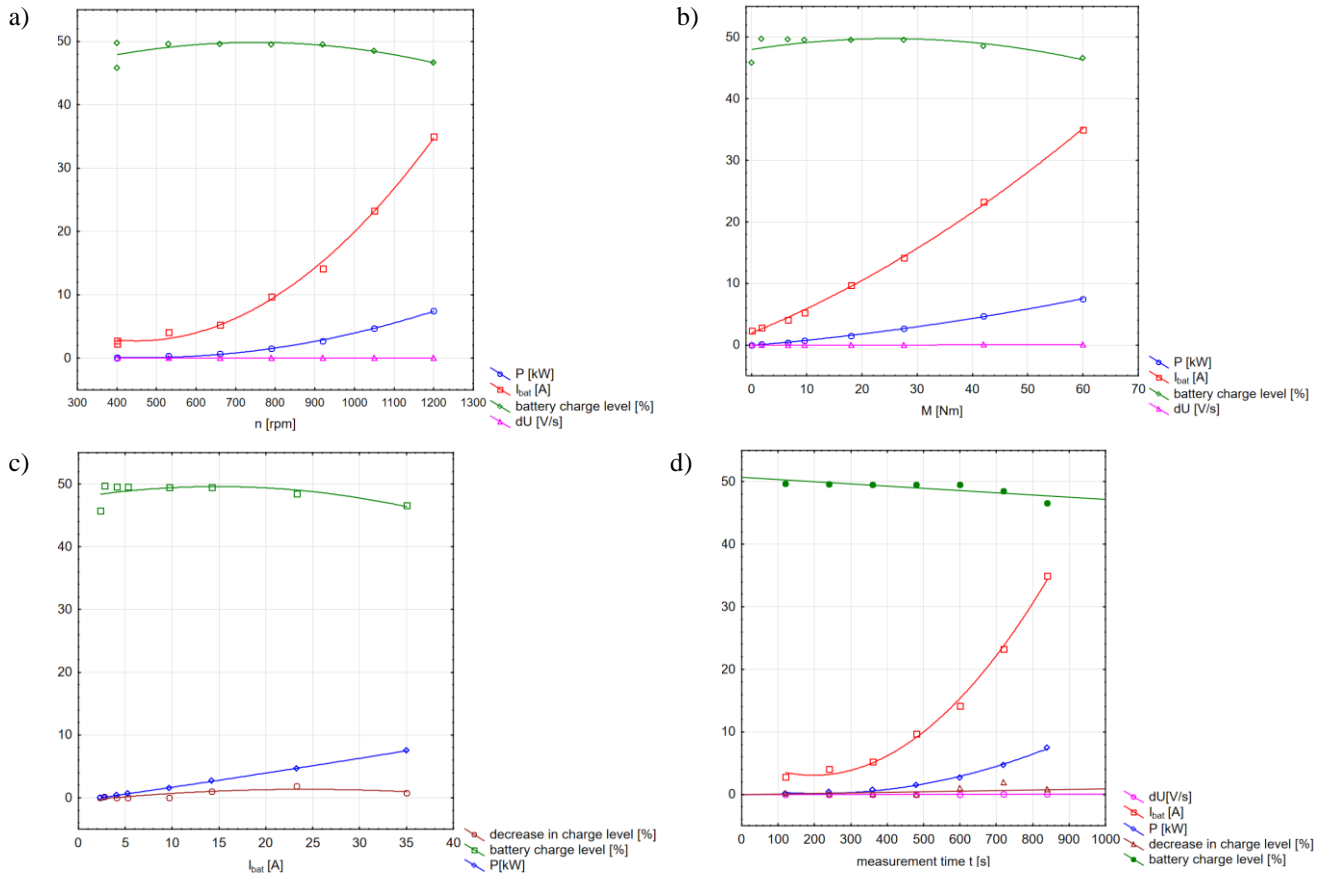 a)
50
40
30
20
10
0
300 400 500 600 700 800 900 1000 1100 1200 1300
n [rpm]
P [kW]
Ibat [A]
battery charge level [%]
dU [V/s]
b)
50
40
30
20
10
0
0 10 20 30 40 50 60 70
M [Nm]
P [kW]
Ibat [A]
battery charge level [%]
dU [V/s]
c)
50
40
30
20
10
0
0 5 10 15 20 25 30 35 40
Ibat [A]
decrease in charge level [%]
battery charge level [%]
P[kW]
d)
50
40
30
20
10
0
0 100 200 300 400 500 600 700 800 900 1000
measurement time t [s]
dU[V/s]
Ibat [A]
P [kW]
decrease in charge level [%]
battery charge level [%]